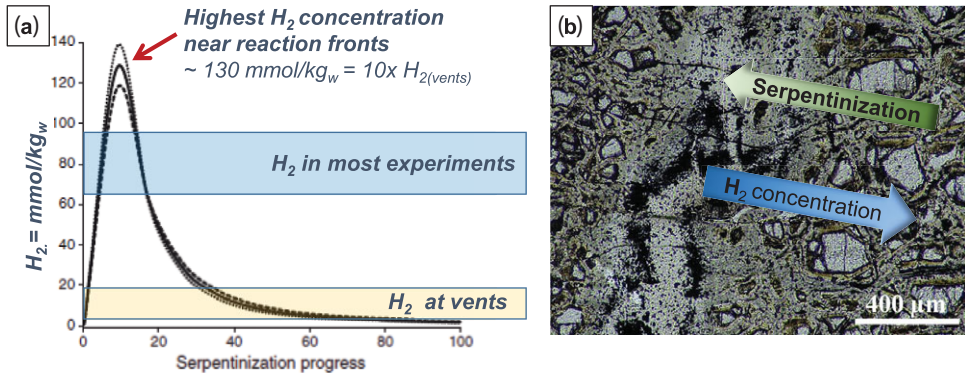 (a)
Highest H2 concentration
near reaction fronts
~ 130 mmol/kgw = 10x H2(vents)
H2. = mmol/kgw
140
120
100
80
60
40
20
0
H2 in most experiments
H2 at vents
0 20 40 60 80 100
Serpentinization progress
(b)
Serpentinization
H2 concentration
400 µm